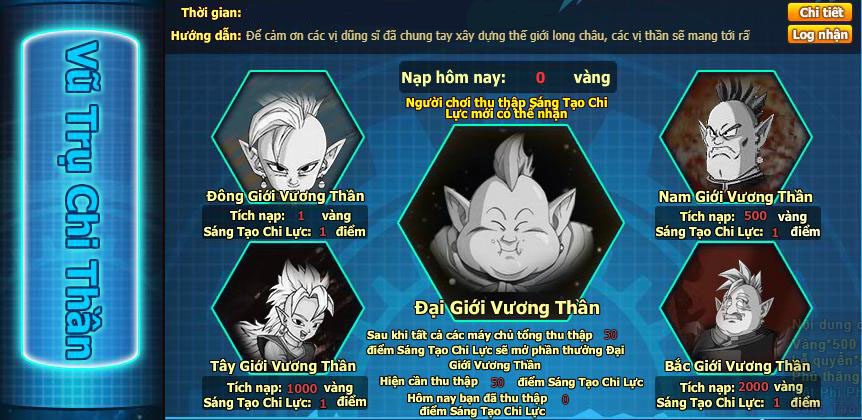 Thời gian:
Chi tiết
Hướng dẫn: Để cảm ơn các vị dũng sĩ đã chung tay xây dựng thế giới long châu, các vị thần sẽ mang tới rấ
Log nhận
Vũ Trụ Chi Thần
Nạp hôm nay: 0 vàng
Người chơi thu thập Sáng Tạo Chi
Lực mới có thể nhận
Đông Giới Vương Thần
Tích nạp: 1 vàng
Sáng Tạo Chi Lực: 1 điểm
Nam Giới Vương Thần
Tích nạp: 500 vàng
Sáng Tạo Chi Lực: 1 điểm
Đại Giới Vương Thần
Sau khi tất cả các máy chủ tổng thu thập 50
điểm Sáng Tạo Chi Lực sẽ mở phần thưởng Đại
Giới Vương Thần
Hiện cần thu thập 50 điểm Sáng Tạo Chi Lực
Hôm nay bạn đã thu thập 0
điểm Sáng Tạo Chi Lực
Tây Giới Vương Thần
Tích nạp: 1000 vàng
Sáng Tạo Chi Lực: 1 điểm
Bắc Giới Vương Thần
Tích nạp: 2000 vàng
Sáng Tạo Chi Lực: 1 điểm
Nội dung
Vàng*500